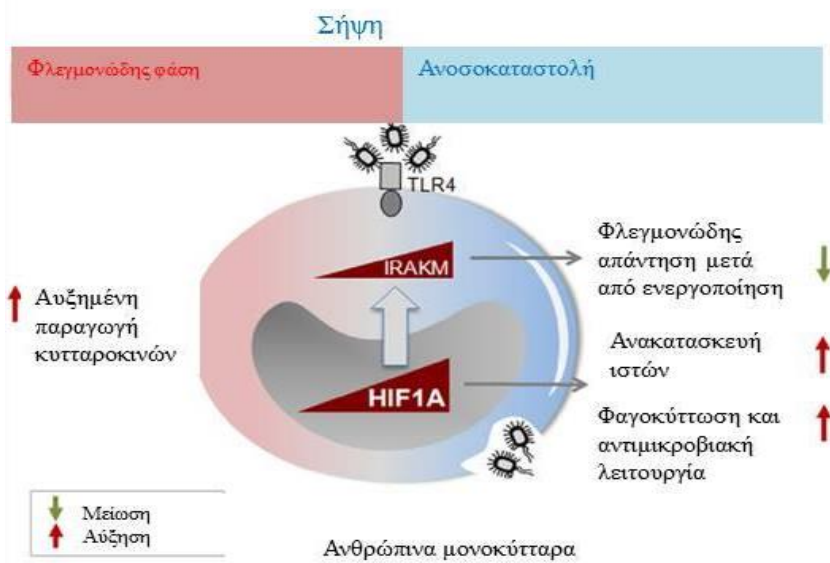 Σήψη
Φλεγμονώδης φάση
Ανοσοκαταστολή
TLR4
IRAKM
HIF1A
Αυξημένη
παραγωγή
κυτταροκινών
Φλεγμονώδης
απάντηση μετά
από ενεργοποίηση
Ανακατασκευή
ιστών
Φαγοκύττωση και
αντιμικροβιακή
λειτουργία
Μείωση
Αύξηση
Ανθρώπινα μονοκύτταρα